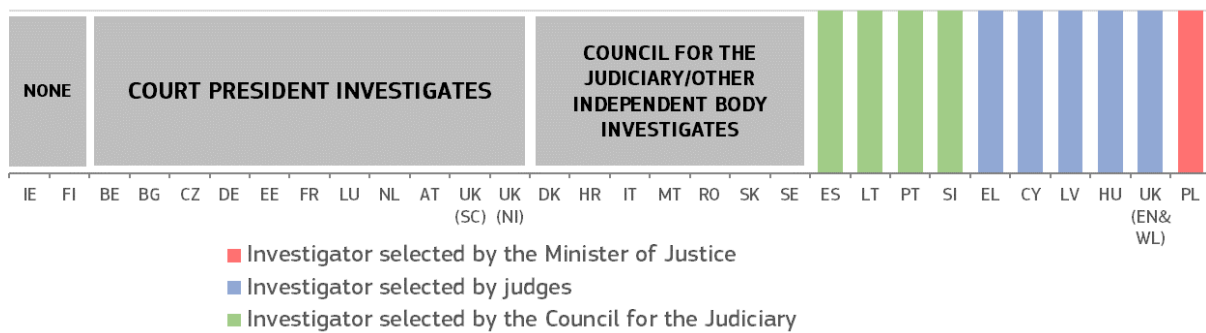 NONE
COURT PRESIDENT INVESTIGATES
COUNCIL FOR THE
JUDICIARY/OTHER
INDEPENDENT BODY
INVESTIGATES
IE FI BE BG CZ DE EE FR LU NL AT UK (SC) UK (NI) DK HR IT MT RO SK SE ES LT PT SI EL CY LV HU UK (EN& WL) PL
Investigator selected by the Minister of Justice
Investigator selected by judges
Investigator selected by the Council for the Judiciary